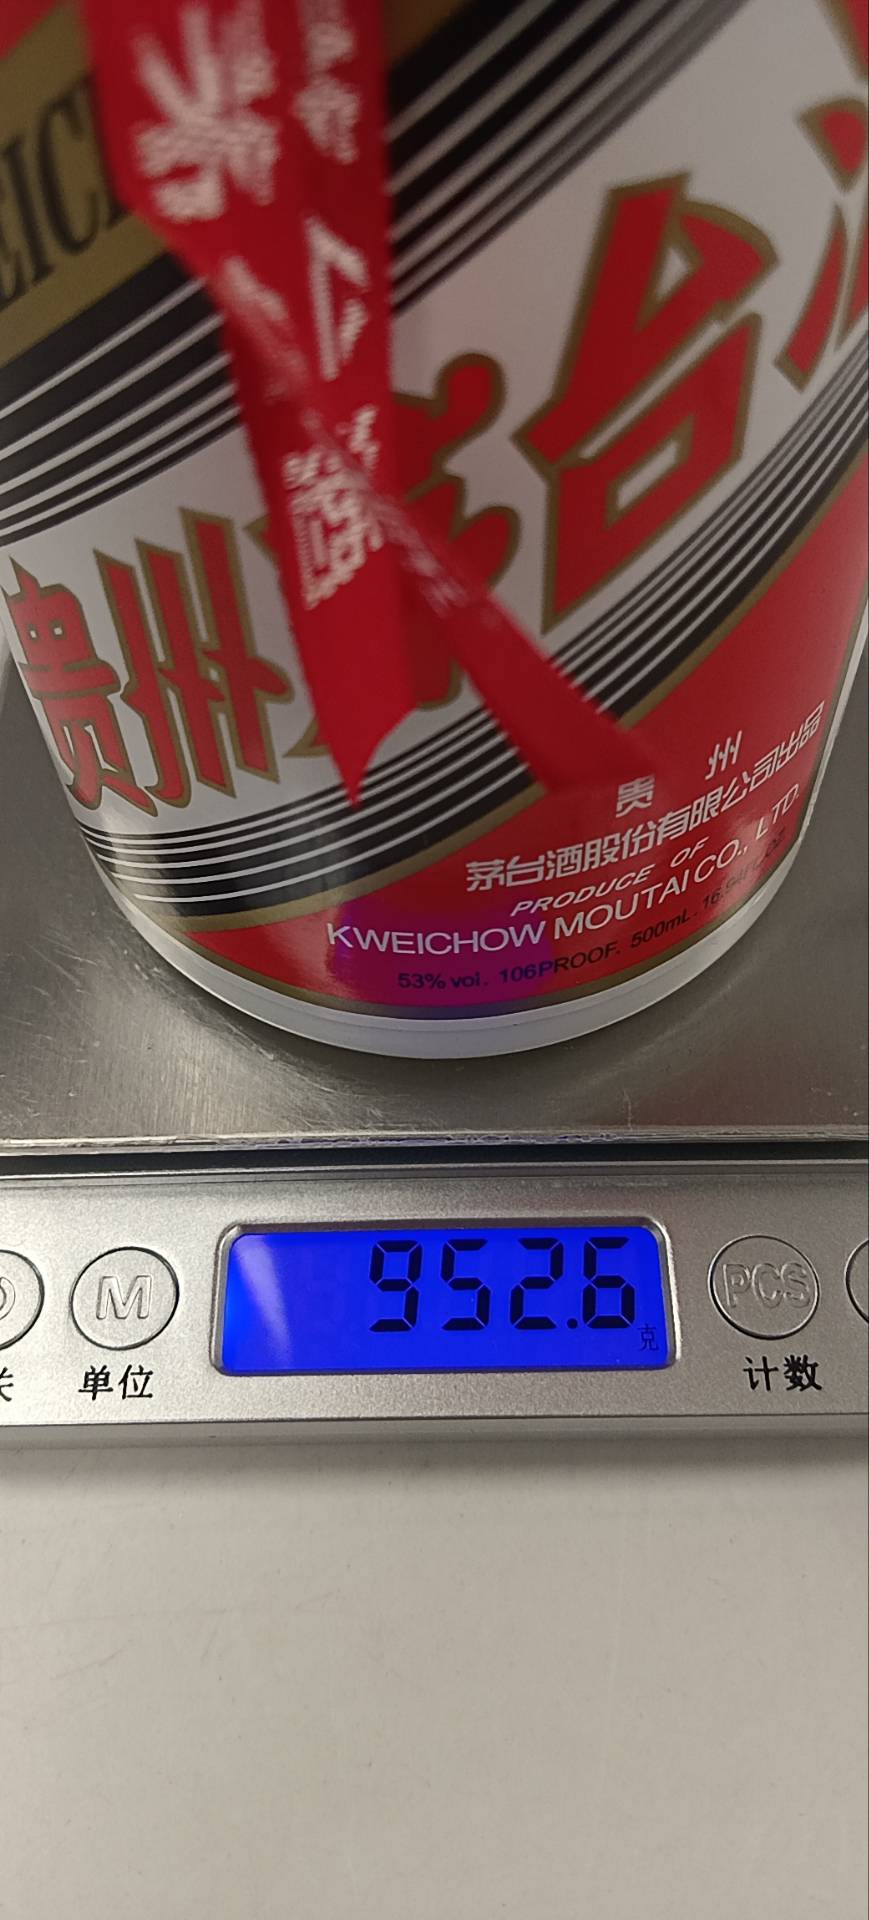 EIC
贵州茅台酒
贵 州
茅台酒股份有限公司出品
PRODUCE OF
KWEICHOW MOUTAI CO., LTD.
53% vol. 106PROOF. 500mL.
952.6
克
M
PCS
单位
计数